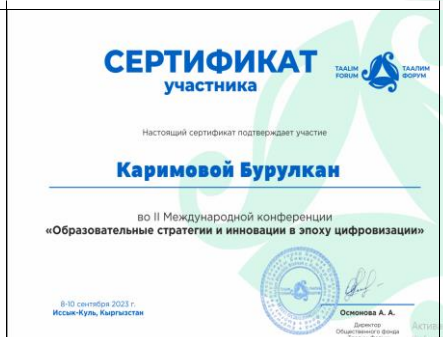 СЕРТИФИКАТ
участника
TAALIM
FORUM
ТААЛИМ
ФОРУМ
Настоящий сертификат подтверждает участие
Каримовой Бурулкан
во II Международной конференции
«Образовательные стратегии и инновации в эпоху цифровизации»
8-10 сентября 2023 г.
Иссык-Куль, Кыргызстан
Осмонова А. А.
Директор
Общественного фонда
Актива